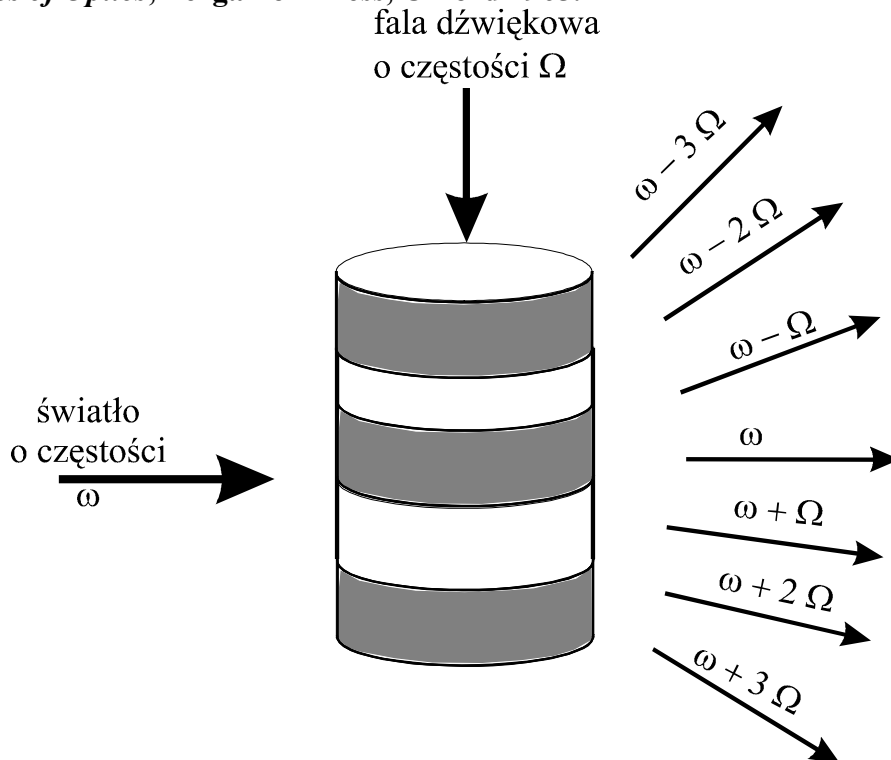 fala dźwiękowa
o częstości Ω
ω – 3 Ω
ω – 2 Ω
ω – Ω
światło
o częstości
ω
ω
ω + Ω
ω + 2 Ω
ω + 3 Ω